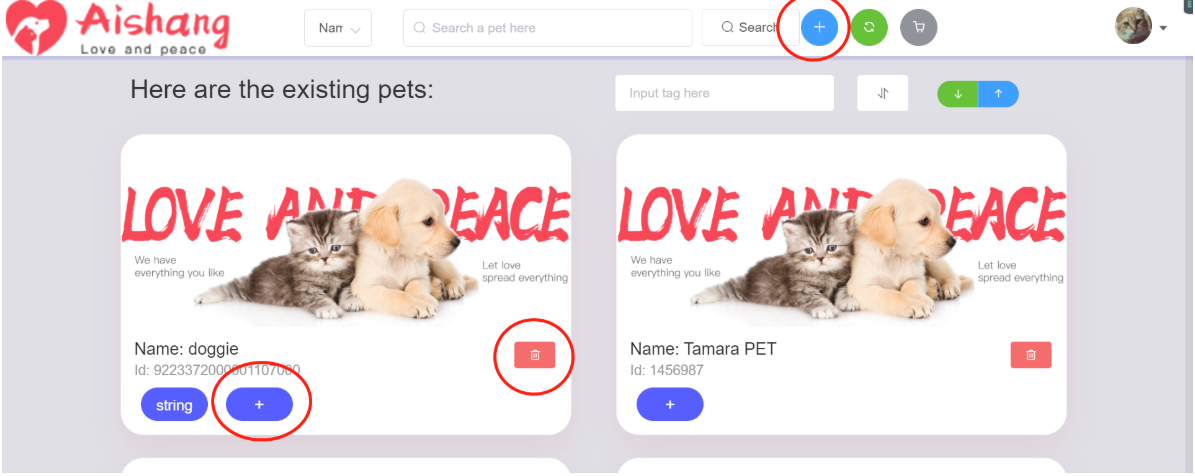 Aishang
Love and peace
Search a pet here
Search
Here are the existing pets:
Input tag here
LOVE AND PEACE
We have
everything you like
Let love
spread everything
LOVE AND PEACE
We have
everything you like
Let love
spread everything
Name: doggie
Id: 9223372000001107000
string
+
Name: Tamara PET
Id: 1456987
+